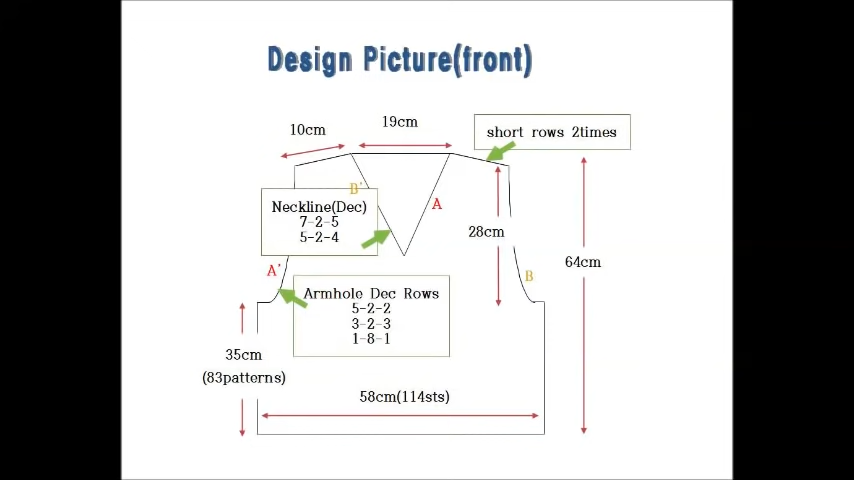 Design Picture(front)
19cm
10cm
short rows 2times
B'
A
Neckline(Dec)
7-2-5
5-2-4
28cm
64cm
A'
B
Armhole Dec Rows
5-2-2
3-2-3
1-8-1
35cm
(83patterns)
58cm(114sts)